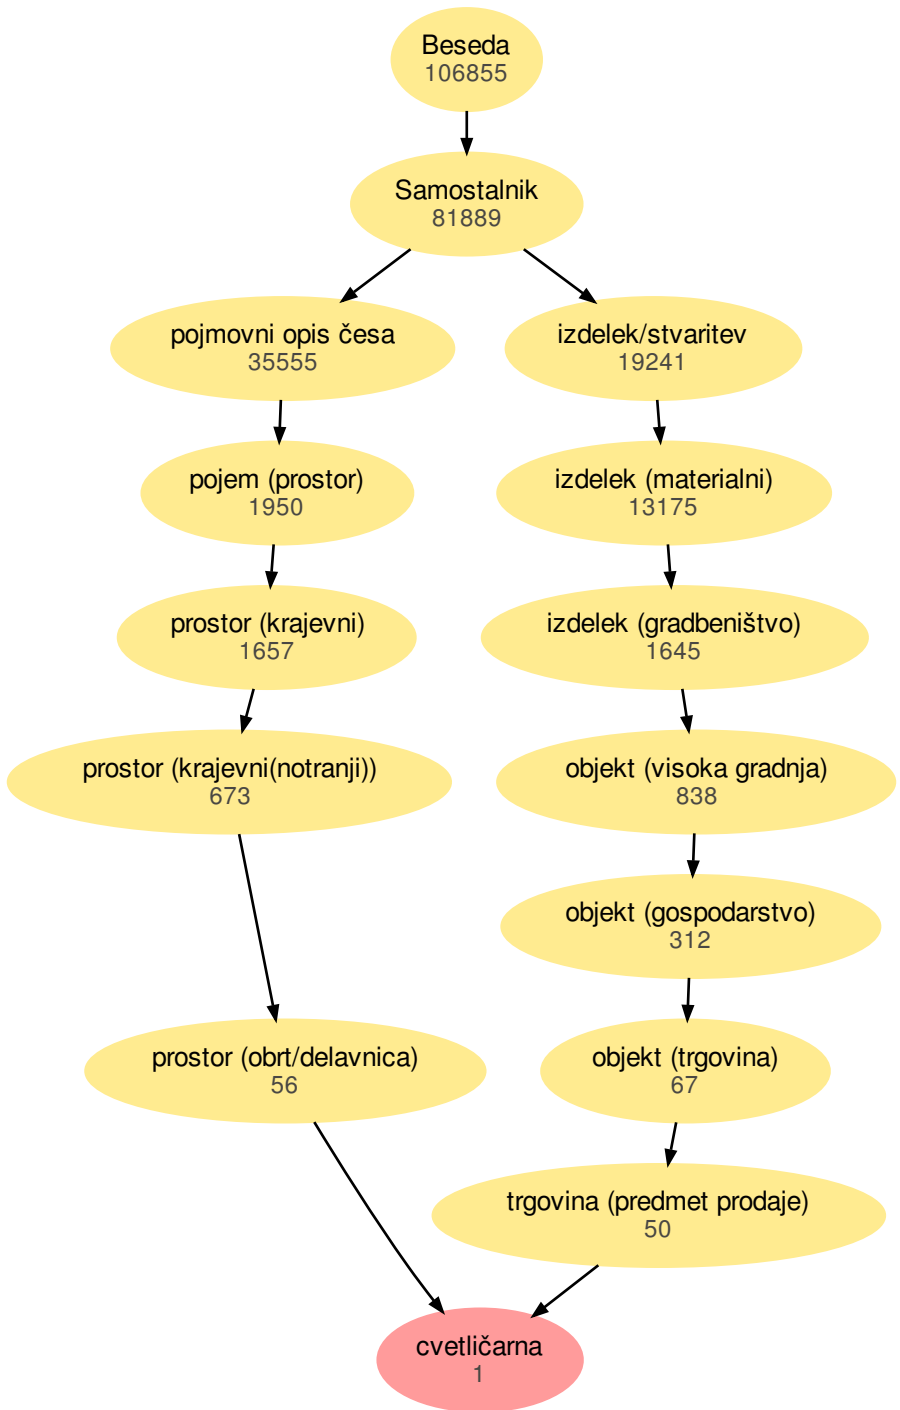 Beseda
106855
Samostalnik
81889
pojmovni opis česa
35555
izdelek/stvaritev
19241
pojem (prostor)
1950
izdelek (materialni)
13175
prostor (krajevni)
1657
izdelek (gradbeništvo)
1645
prostor (krajevni(notranji))
673
objekt (visoka gradnja)
838
objekt (gospodarstvo)
312
prostor (obrt/delavnica)
56
objekt (trgovina)
67
trgovina (predmet prodaje)
50
cvetličarna
1